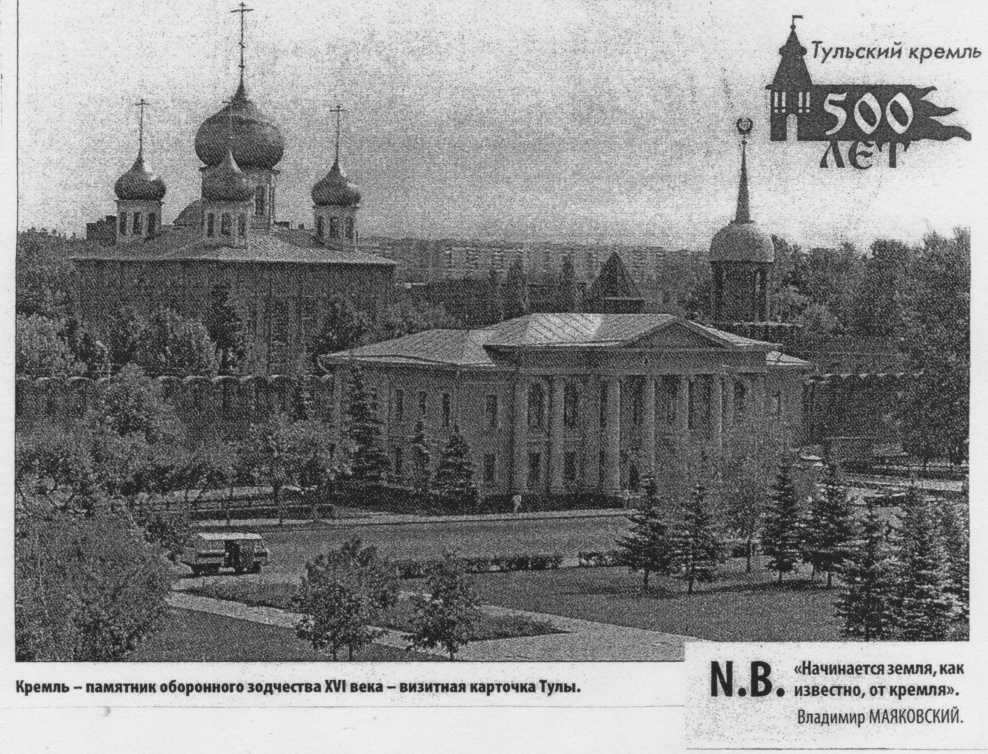 Тульский кремль
500
ЛЕТ
Кремль – памятник оборонного зодчества XVI века – визитная карточка Тулы.
N.B. «Начинается земля, как
известно, от кремля».
Владимир МАЯКОВСКИЙ.